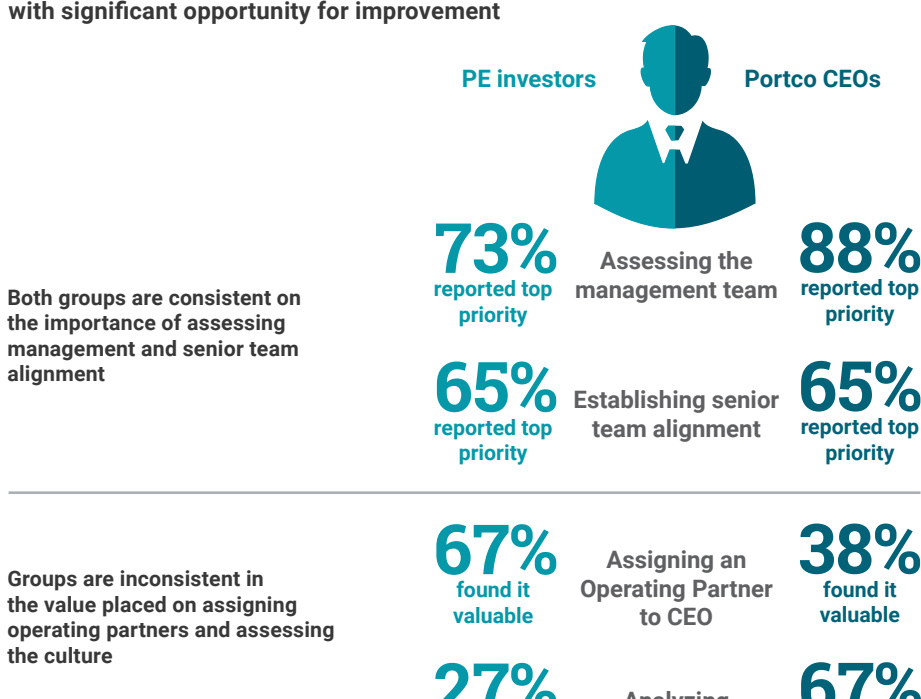 with significant opportunity for improvement
PE investors
Portco CEOs
Both groups are consistent on
the importance of assessing
management and senior team
alignment
73%
reported top
priority
Assessing the
management team
88%
reported top
priority
65%
reported top
priority
Establishing senior
team alignment
65%
reported top
priority
Groups are inconsistent in
the value placed on assigning
operating partners and assessing
the culture
67%
found it
valuable
Assigning an
Operating Partner
to CEO
38%
found it
valuable
27%
Analyzing
67%